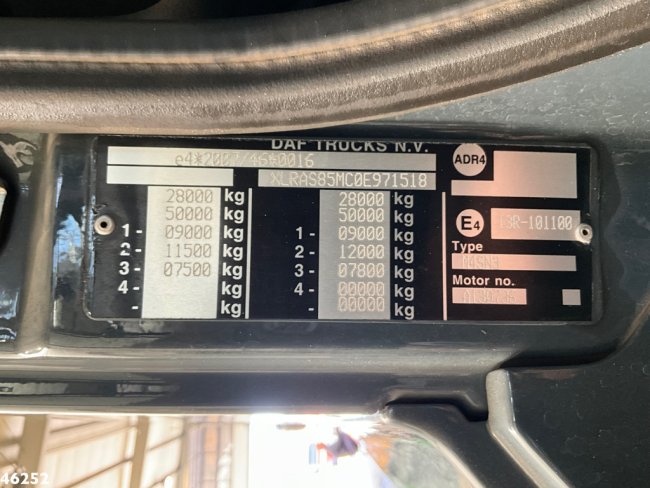 DAF TRUCKS N.V.
e4*2007/46*0016
XLRAS85MC0E971518
28000 kg
50000 kg
1 - 09000 kg
2 - 11500 kg
3 - 07500 kg
4 - kg
- kg
28000 kg
50000 kg
1 - 09000 kg
2 - 12000 kg
3 - 07800 kg
4 - 00000 kg
- 00000 kg
ADR4
E4
13R-101100
Type
Motor no.
46252